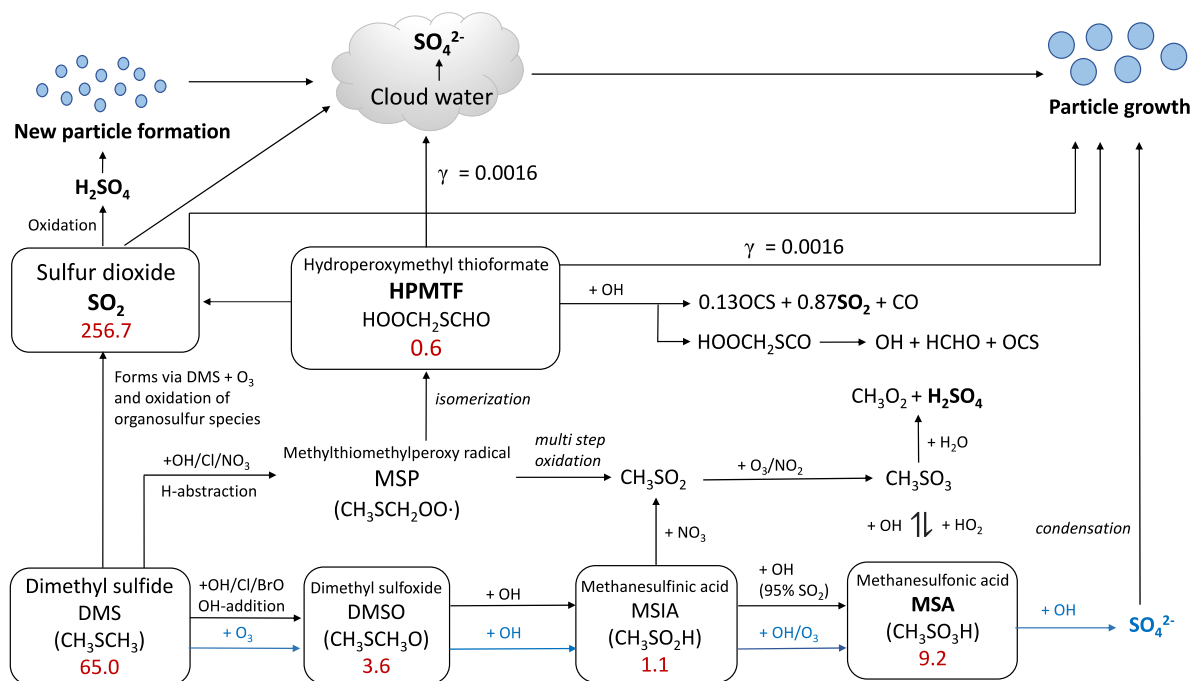 SO₄²⁻
Cloud water
New particle formation
Particle growth
H₂SO₄
Oxidation
γ = 0.0016
γ = 0.0016
Sulfur dioxide
SO₂
256.7
Hydroperoxymethyl thioformate
HPMTF
HOOCH₂SCHO
0.6
+ OH
0.13OCS + 0.87SO₂ + CO
HOOCH₂SCO
OH + HCHO + OCS
Forms via DMS + O₃
and oxidation of
organosulfur species
isomerization
CH₃O₂ + H₂SO₄
+ H₂O
+OH/Cl/NO₃
H-abstraction
Methylthiomethylperoxy radical
MSP
(CH₃SCH₂OO·)
multi step
oxidation
CH₃SO₂
+ O₃/NO₂
CH₃SO₃
+ OH
+ HO₂
+ NO₃
condensation
Dimethyl sulfide
DMS
(CH₃SCH₃)
65.0
+OH/Cl/BrO
OH-addition
+ O₃
Dimethyl sulfoxide
DMSO
(CH₃SCH₃O)
3.6
+ OH
+ OH
Methanesulfinic acid
MSIA
(CH₃SO₂H)
1.1
+ OH
(95% SO₂)
+ OH/O₃
Methanesulfonic acid
MSA
(CH₃SO₃H)
9.2
+ OH
SO₄²⁻